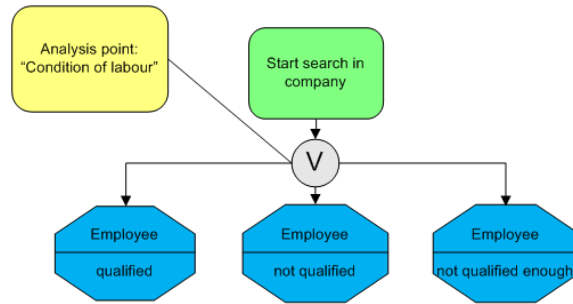 Analysis point:
“Condition of labour”
Start search in
company
V
Employee
qualified
Employee
not qualified
Employee
not qualified enough